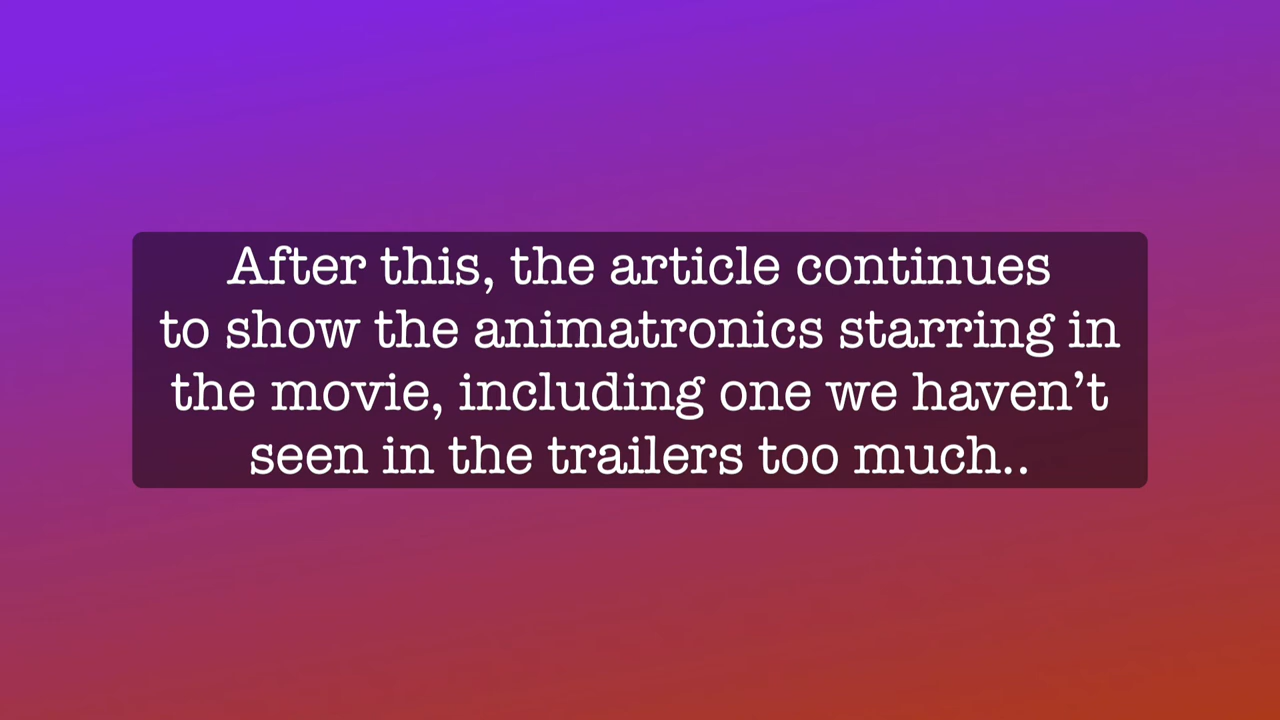 After this, the article continues
to show the animatronics starring in
the movie, including one we haven’t
seen in the trailers too much..